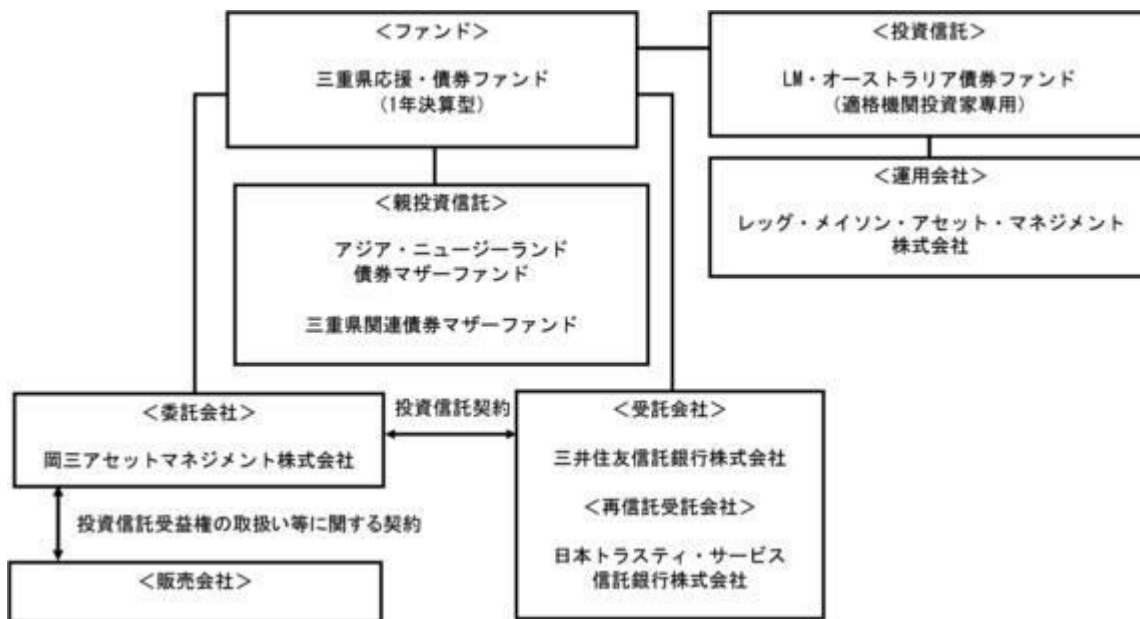 ＜ファンド＞
三重県応援・債券ファンド
（1年決算型）
＜投資信託＞
LM・オーストラリア債券ファンド
（適格機関投資家専用）
＜運用会社＞
レッグ・メイソン・アセット・マネジメント
株式会社
＜親投資信託＞
アジア・ニュージーランド
債券マザーファンド
三重県関連債券マザーファンド
＜委託会社＞
岡三アセットマネジメント株式会社
投資信託契約
＜受託会社＞
三井住友信託銀行株式会社
＜再信託受託会社＞
日本トラスティ・サービス
信託銀行株式会社
投資信託受益権の取扱い等に関する契約
＜販売会社＞